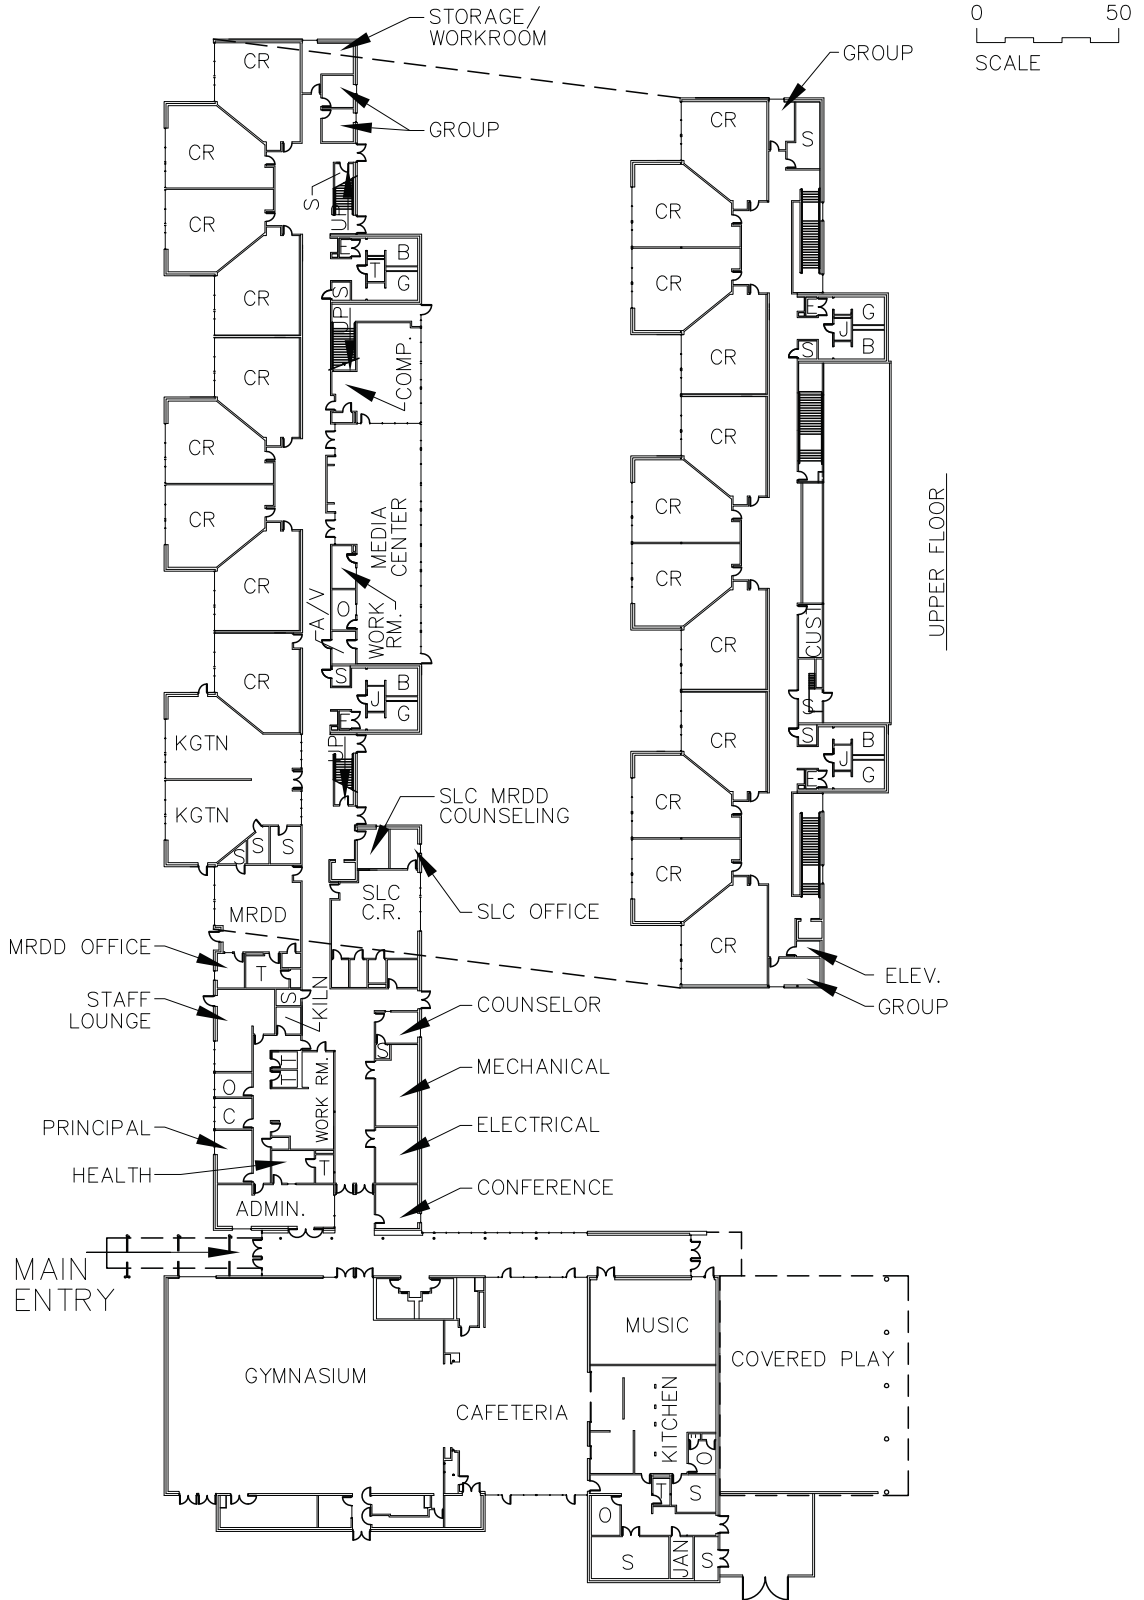 STORAGE/
WORKROOM
0 50
SCALE
GROUP
CR
CR
CR
CR
CR
CR
CR
CR
CR
GROUP
S
UP
E
T
B
G
S
UP
COMP.
MEDIA
CENTER
WORK
RM.
O
A/V
S
J
B
G
E
UP
KGTN
KGTN
S
S
S
SLC MRDD
COUNSELING
SLC
C.R.
SLC OFFICE
MRDD
MRDD OFFICE
T
STAFF
LOUNGE
S
KILN
COUNSELOR
S
MECHANICAL
ELECTRICAL
CONFERENCE
O
C
T
T
T
T
WORK RM.
PRINCIPAL
HEALTH
T
ADMIN.
MAIN
ENTRY
GYMNASIUM
CAFETERIA
MUSIC
KITCHEN
COVERED PLAY
O
T
S
O
S
JAN
S
CR
S
CR
CR
CR
CR
CR
CR
CR
CR
CR
CR
CR
E
G
J
B
S
CUST
S
S
B
J
G
E
ELEV.
GROUP
UPPER FLOOR